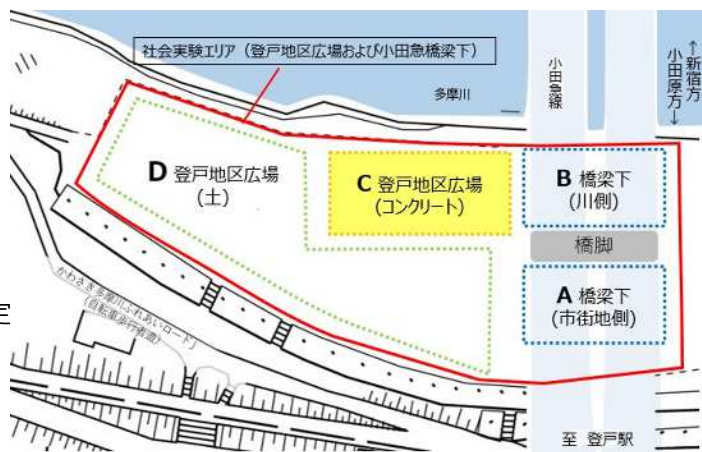 社会実験エリア（登戸地区広場および小田急橋梁下）
多摩川
小田急線
↑新宿方
小田原方↓
D 登戸地区広場
(土)
C 登戸地区広場
(コンクリート)
B 橋梁下
(川側)
橋脚
A 橋梁下
(市街地側)
かわさき多摩川ふれあいロード
(自転車歩行者道)
至 登戸駅